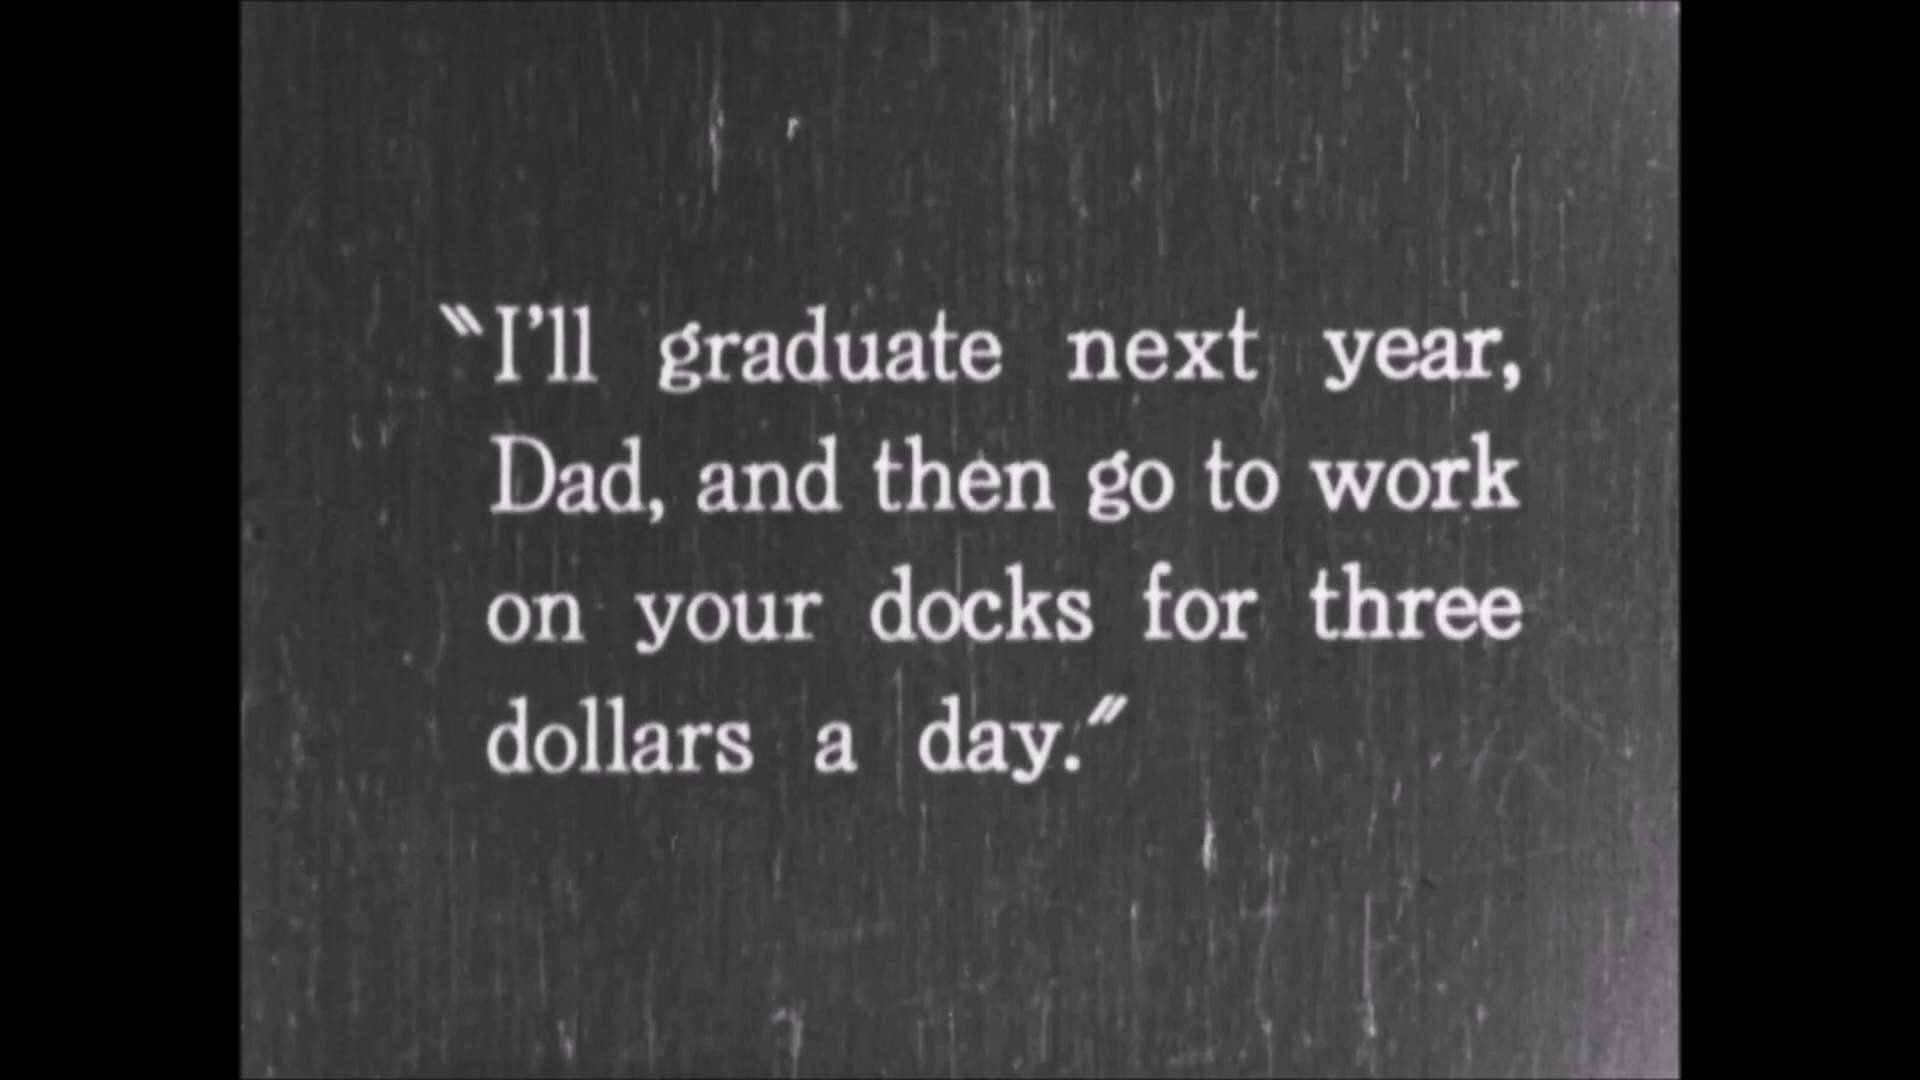 "I'll graduate next year,
Dad, and then go to work
on your docks for three
dollars a day."